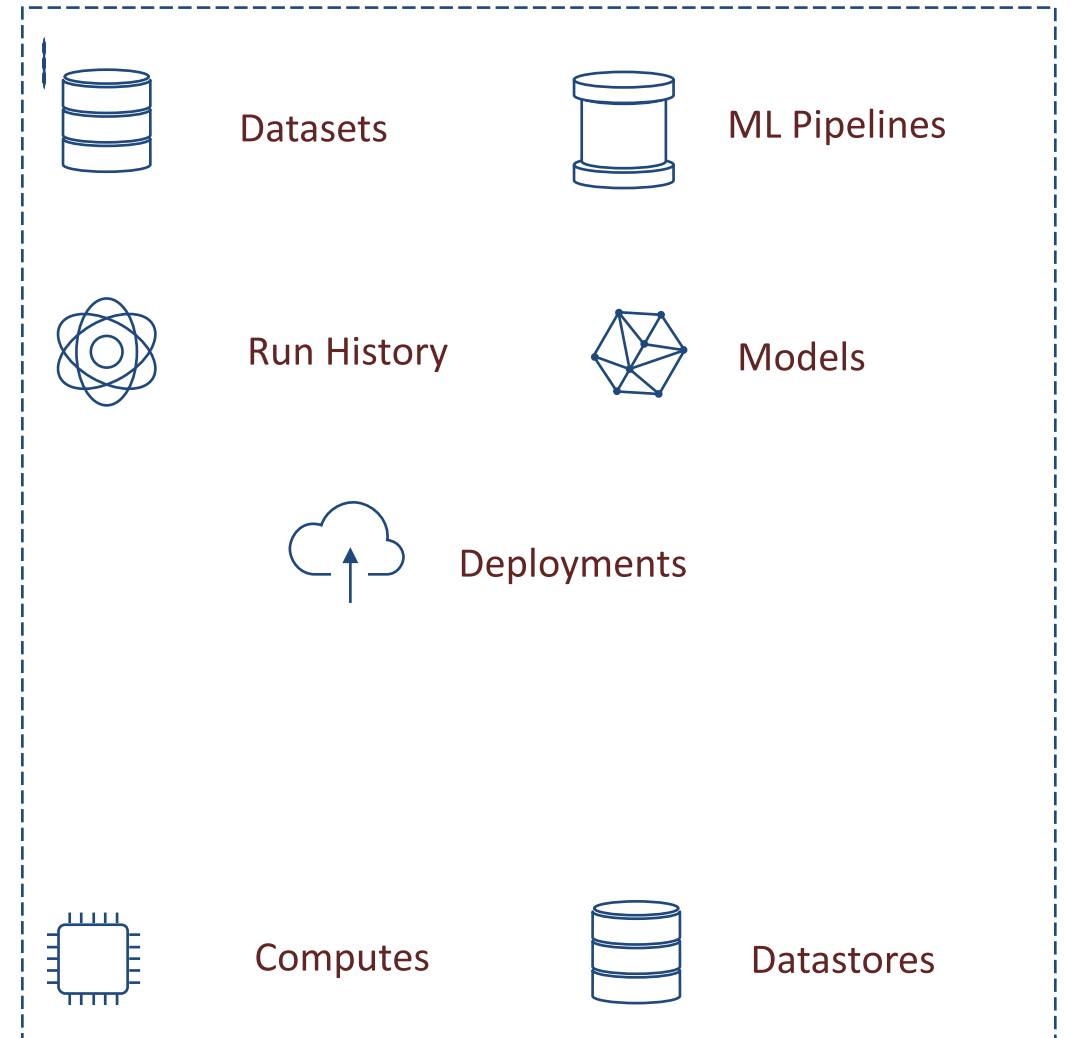 Datasets
ML Pipelines
Run History
Models
Deployments
Computes
Datastores